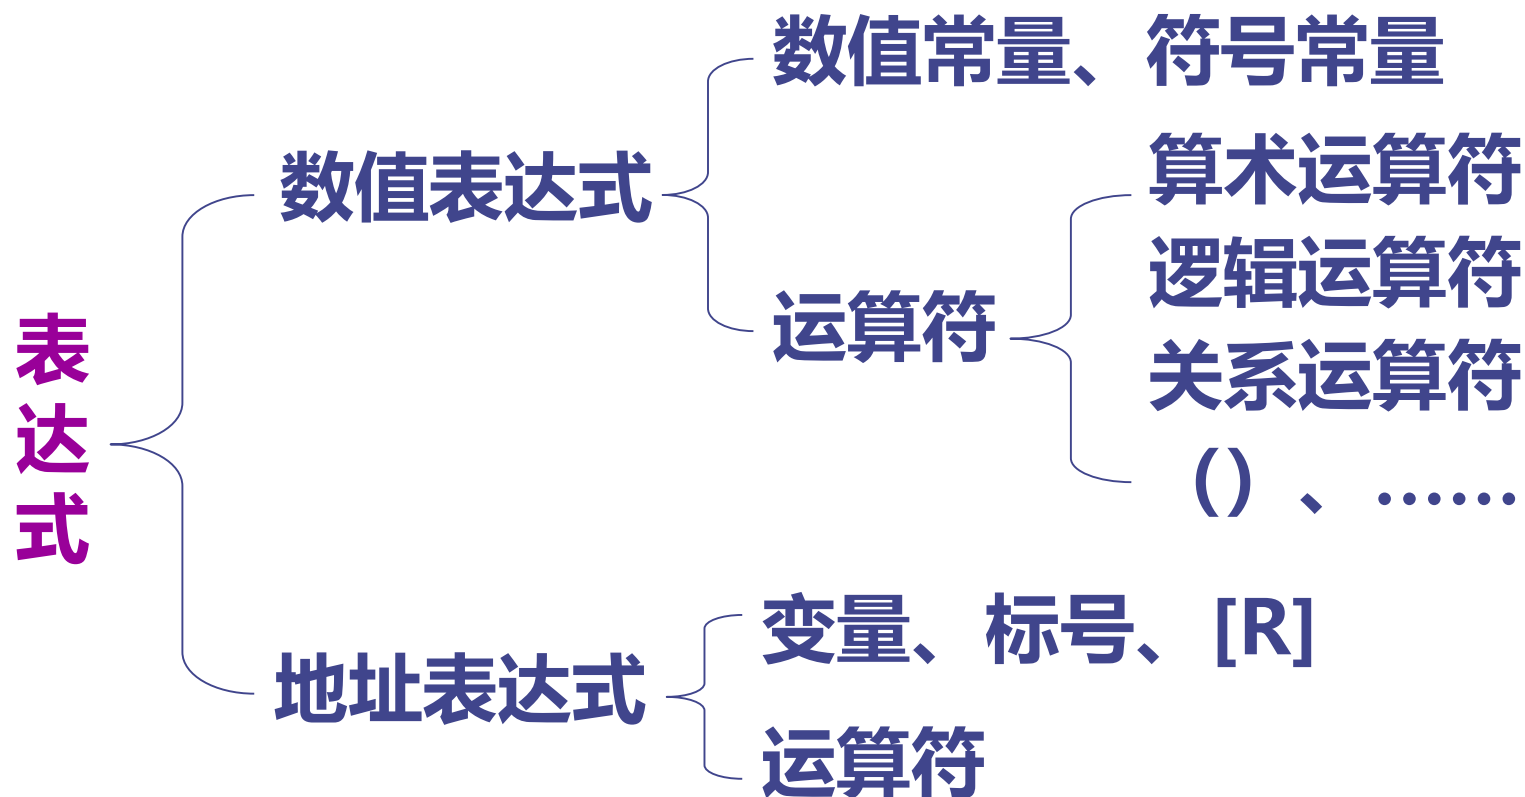 表达式
数值表达式
数值常量、符号常量
运算符
算术运算符
逻辑运算符
关系运算符
（）、……
地址表达式
变量、标号、[R]
运算符